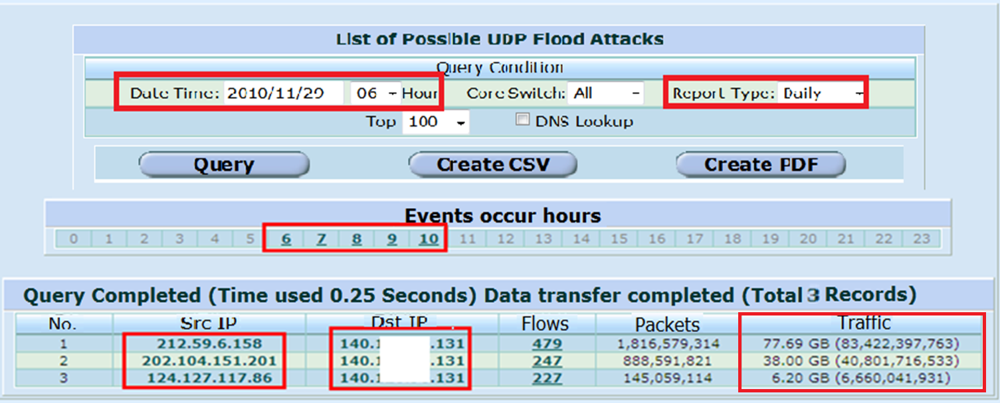 List of Possible UDP Flood Attacks
Query Condition
Date Time: 2010/11/29 06 Hour Core Switch: All Report Type: Daily
Top 100 DNS Lookup
Query Create CSV Create PDF
Events occur hours
0 1 2 3 4 5 6 7 8 9 10 11 12 13 14 15 16 17 18 19 20 21 22 23
Query Completed (Time used 0.25 Seconds) Data transfer completed (Total 3 Records)
No. Src IP Dst IP Flows Packets Traffic
1 212.59.6.158 140.1 .131 479 1,816,579,314 77.69 GB (83,422,397,763)
2 202.104.151.201 140.1 .131 247 888,591,821 38.00 GB (40,801,716,533)
3 124.127.117.86 140.1 .131 227 145,059,114 6.20 GB (6,660,041,931)